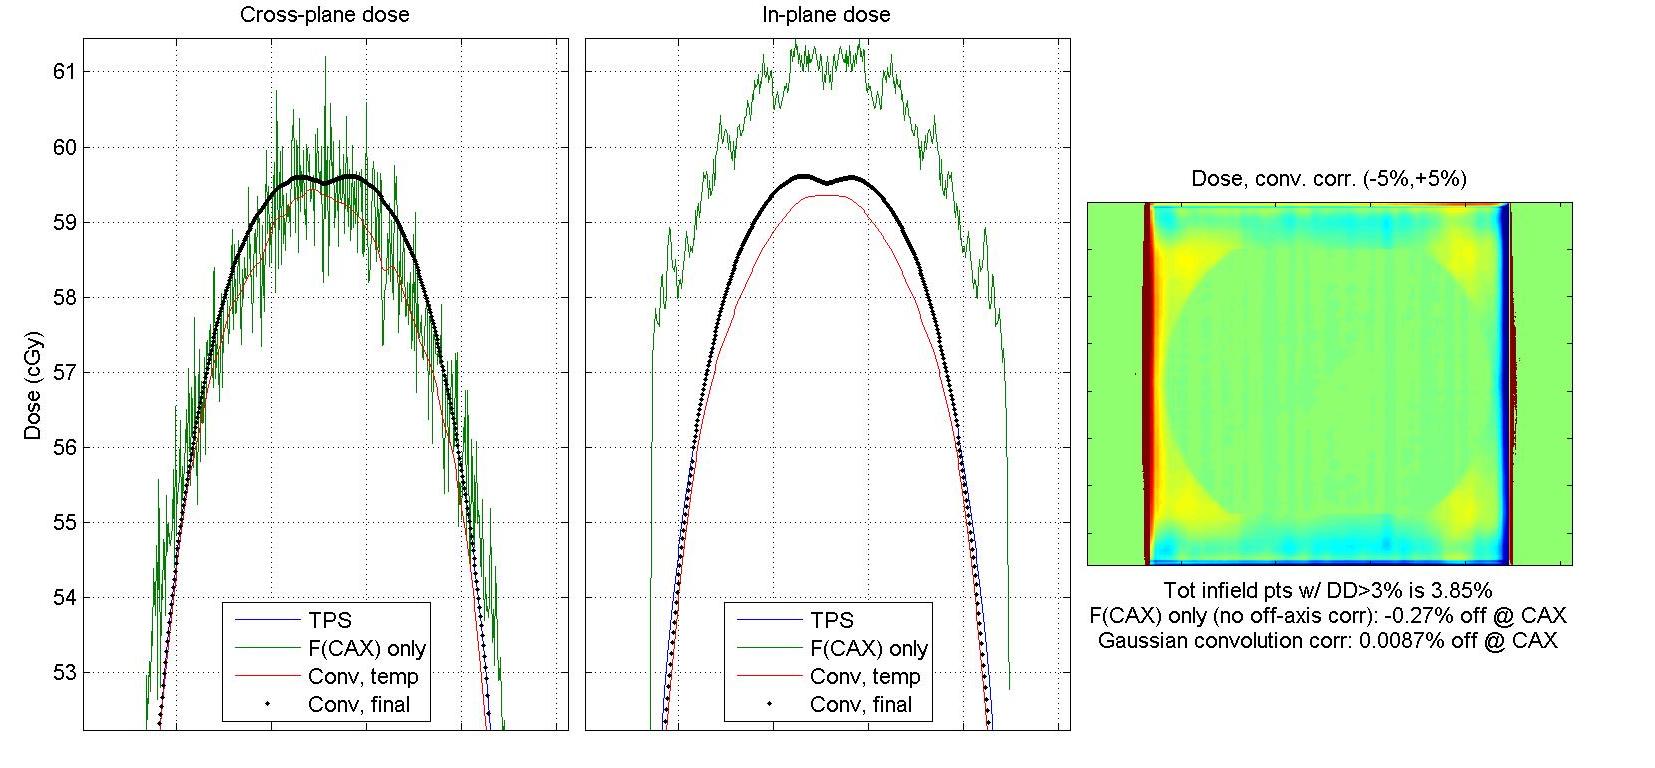 Cross-plane dose
In-plane dose
Dose, conv. corr. (-5%,+5%)
61
60
59
58
57
56
55
54
53
Dose (cGy)
TPS
F(CAX) only
Conv, temp
Conv, final
TPS
F(CAX) only
Conv, temp
Conv, final
Tot infield pts w/ DD>3% is 3.85%
F(CAX) only (no off-axis corr): -0.27% off @ CAX
Gaussian convolution corr: 0.0087% off @ CAX